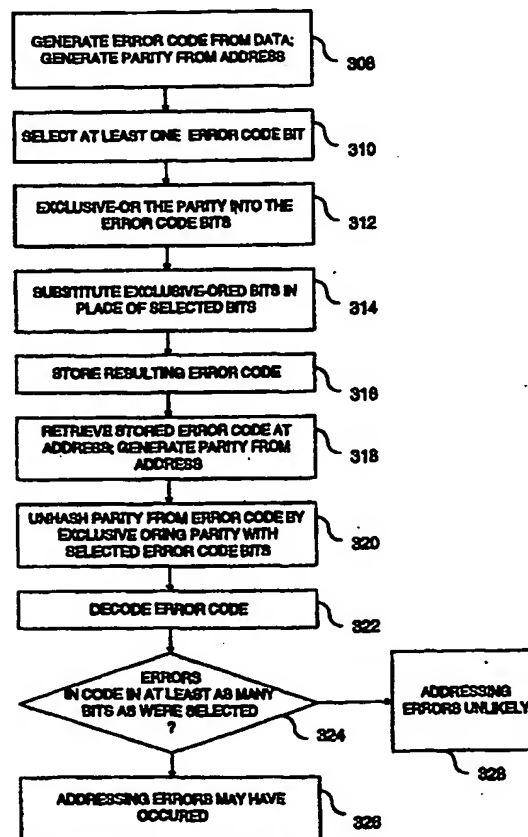 GENERATE ERROR CODE FROM DATA;
GENERATE PARITY FROM ADDRESS
308
SELECT AT LEAST ONE ERROR CODE BIT
310
EXCLUSIVE-OR THE PARITY INTO THE
ERROR CODE BITS
312
SUBSTITUTE EXCLUSIVE-ORED BITS IN
PLACE OF SELECTED BITS
314
STORE RESULTING ERROR CODE
316
RETRIEVE STORED ERROR CODE AT
ADDRESS; GENERATE PARITY FROM
ADDRESS
318
UNHASH PARITY FROM ERROR CODE BY
EXCLUSIVE ORING PARITY WITH
SELECTED ERROR CODE BITS
320
DECODE ERROR CODE
322
ERRORS
IN CODE IN AT LEAST AS MANY
BITS AS WERE SELECTED
?
324
ADDRESSING
ERRORS UNLIKELY
328
ADDRESSING ERRORS MAY HAVE
OCCURED
326